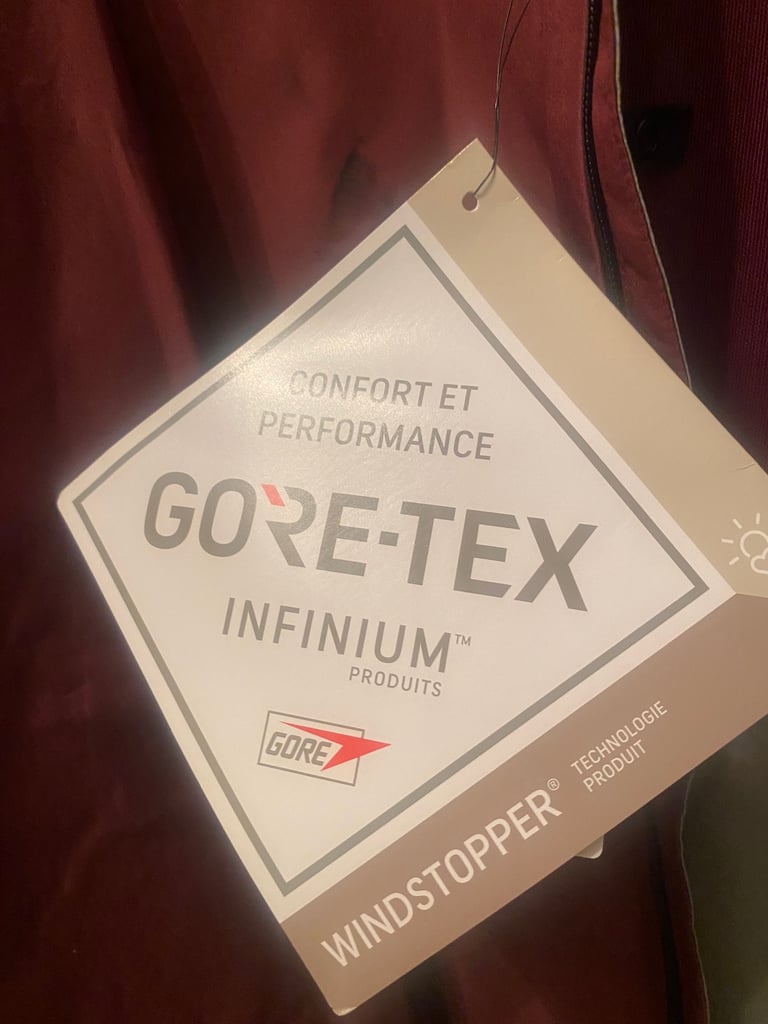 CONFORT ET
PERFORMANCE
GORE-TEX
INFINIUM™
PRODUITS
GORE
WINDSTOPPER®
TECHNOLOGIE
PRODUIT